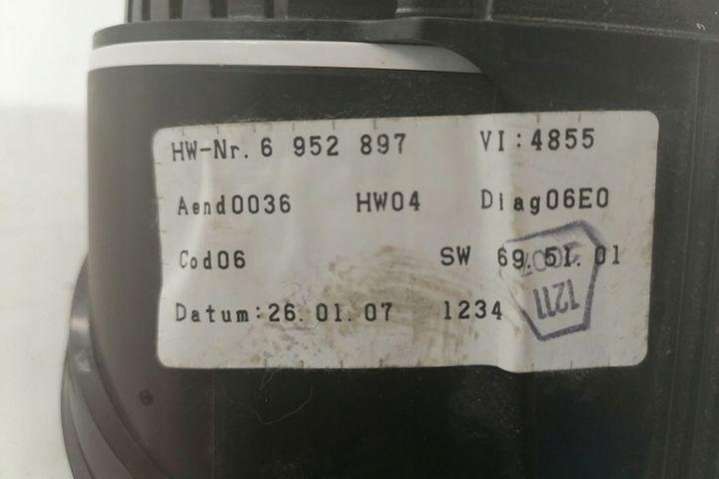 HW-Nr. 6 952 897 VI:4855
Aend0036 HW04 Diag06E0
Cod06 SW 69.51.01
Datum:26.01.07 1234
1211